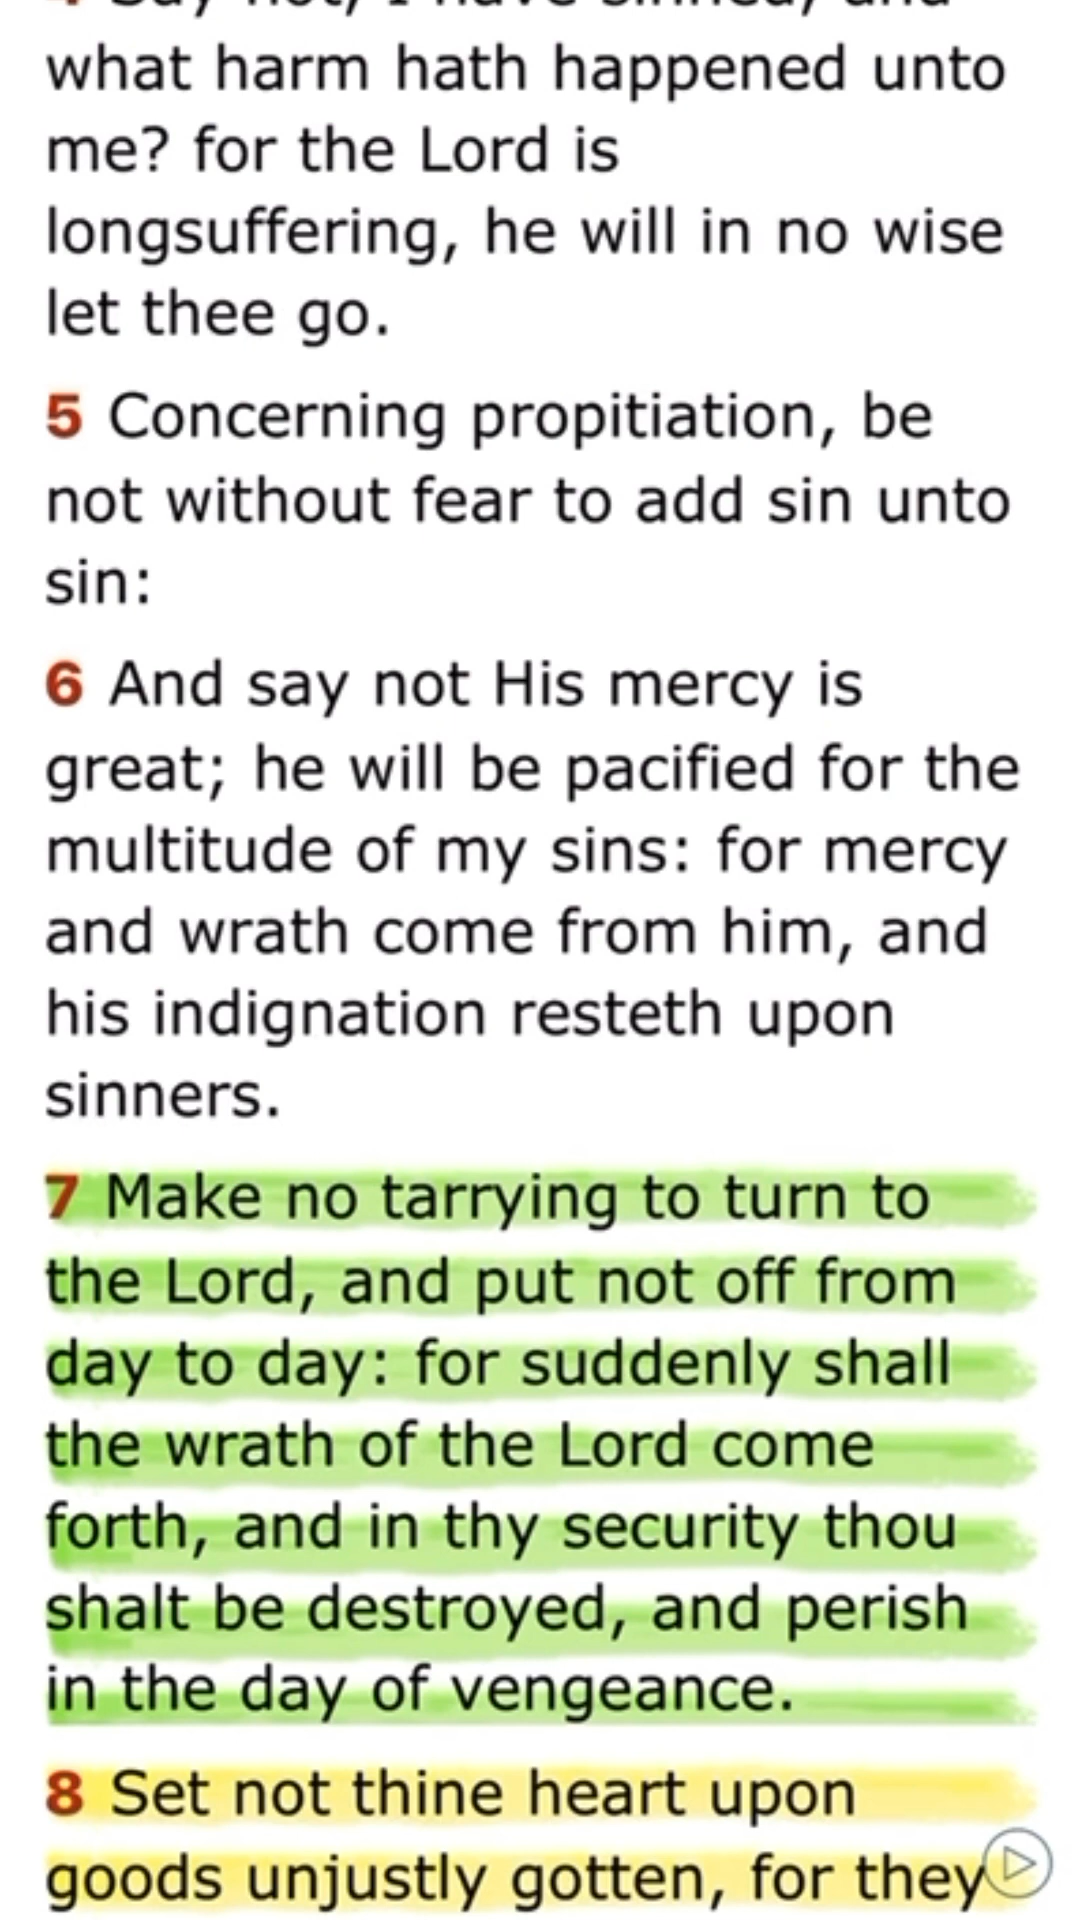 4 Say not, I have sinned, and
what harm hath happened unto
me? for the Lord is
longsuffering, he will in no wise
let thee go.
5 Concerning propitiation, be
not without fear to add sin unto
sin:
6 And say not His mercy is
great; he will be pacified for the
multitude of my sins: for mercy
and wrath come from him, and
his indignation resteth upon
sinners.
7 Make no tarrying to turn to
the Lord, and put not off from
day to day: for suddenly shall
the wrath of the Lord come
forth, and in thy security thou
shalt be destroyed, and perish
in the day of vengeance.
8 Set not thine heart upon
goods unjustly gotten, for they